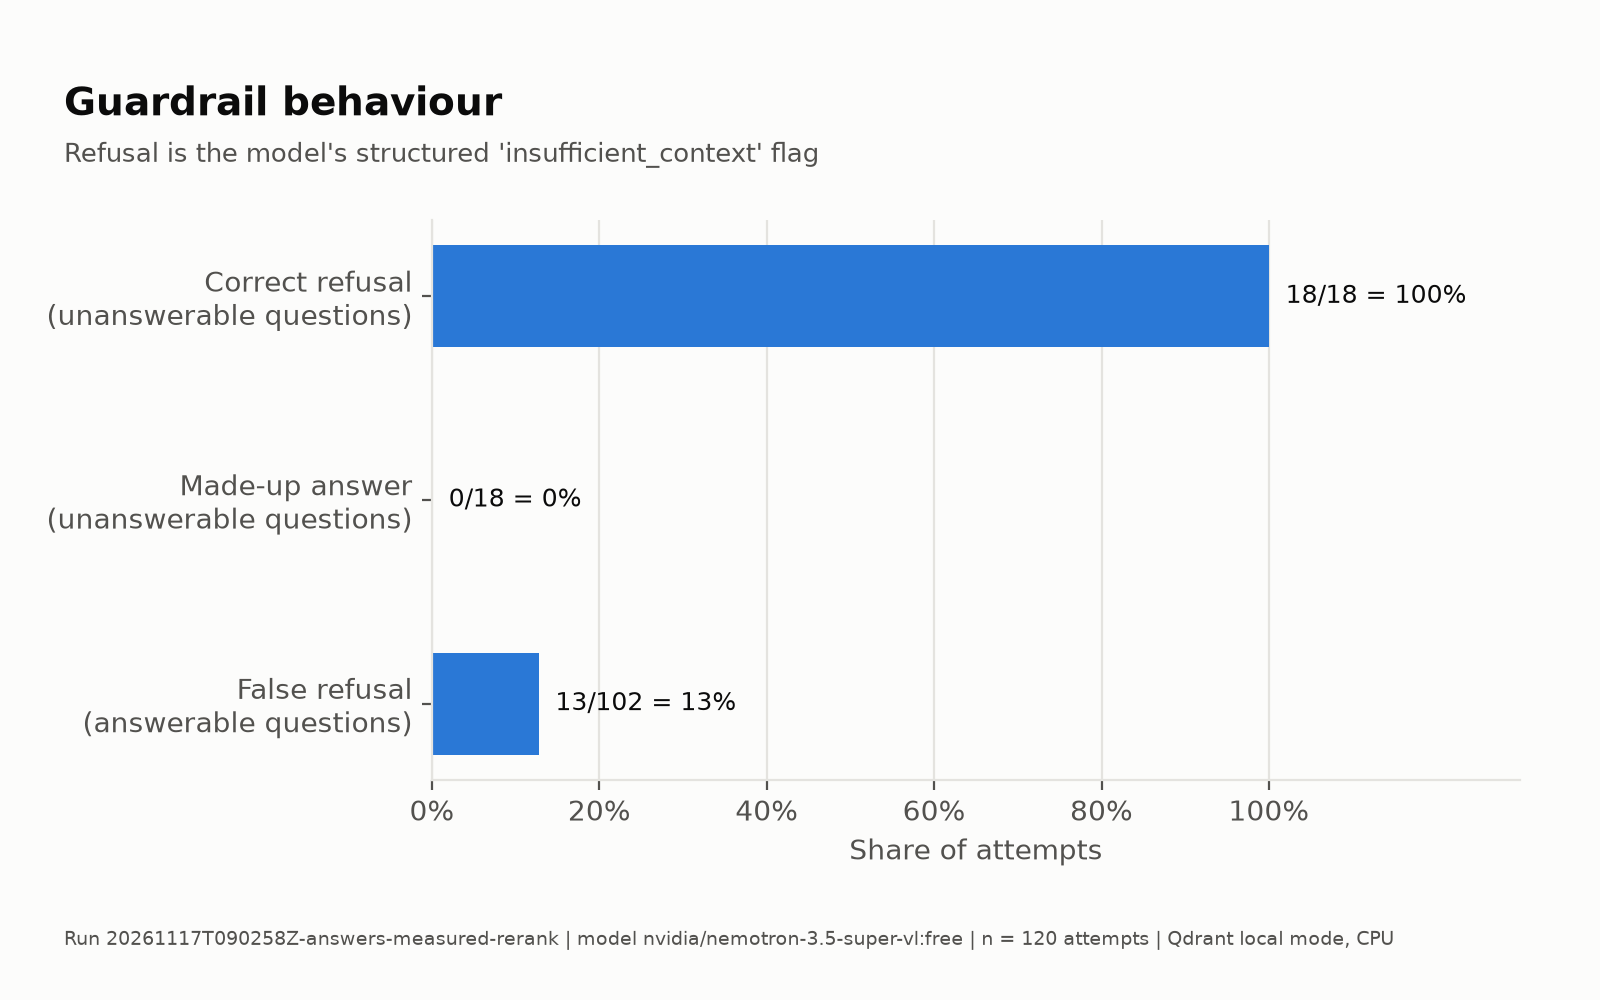 Guardrail behaviour
Refusal is the model's structured 'insufficient_context' flag
Correct refusal
(unanswerable questions)
18/18 = 100%
Made-up answer
(unanswerable questions)
0/18 = 0%
False refusal
(answerable questions)
13/102 = 13%
0% 20% 40% 60% 80% 100%
Share of attempts
Run 20261117T090258Z-answers-measured-rerank | model nvidia/nemotron-3.5-super-vl:free | n = 120 attempts | Qdrant local mode, CPU